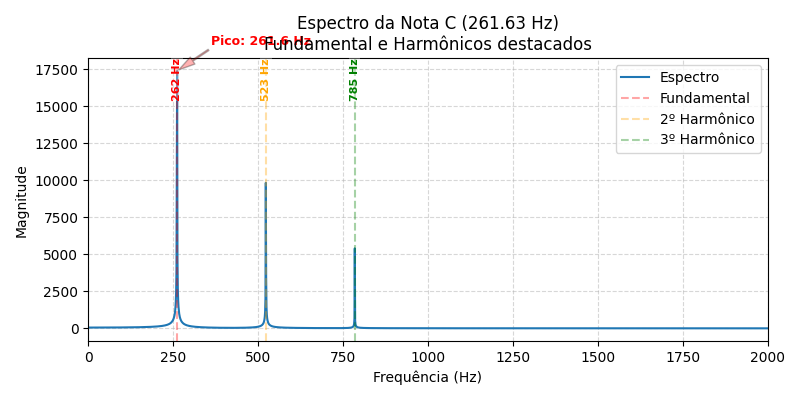 Espectro da Nota C (261.63 Hz)
Pico: 261.6 Hz
Fundamental e Harmônicos destacados
262 Hz
523 Hz
785 Hz
Espectro
Fundamental
2º Harmônico
3º Harmônico
Magnitude
17500
15000
12500
10000
7500
5000
2500
0
0 250 500 750 1000 1250 1500 1750 2000
Frequência (Hz)